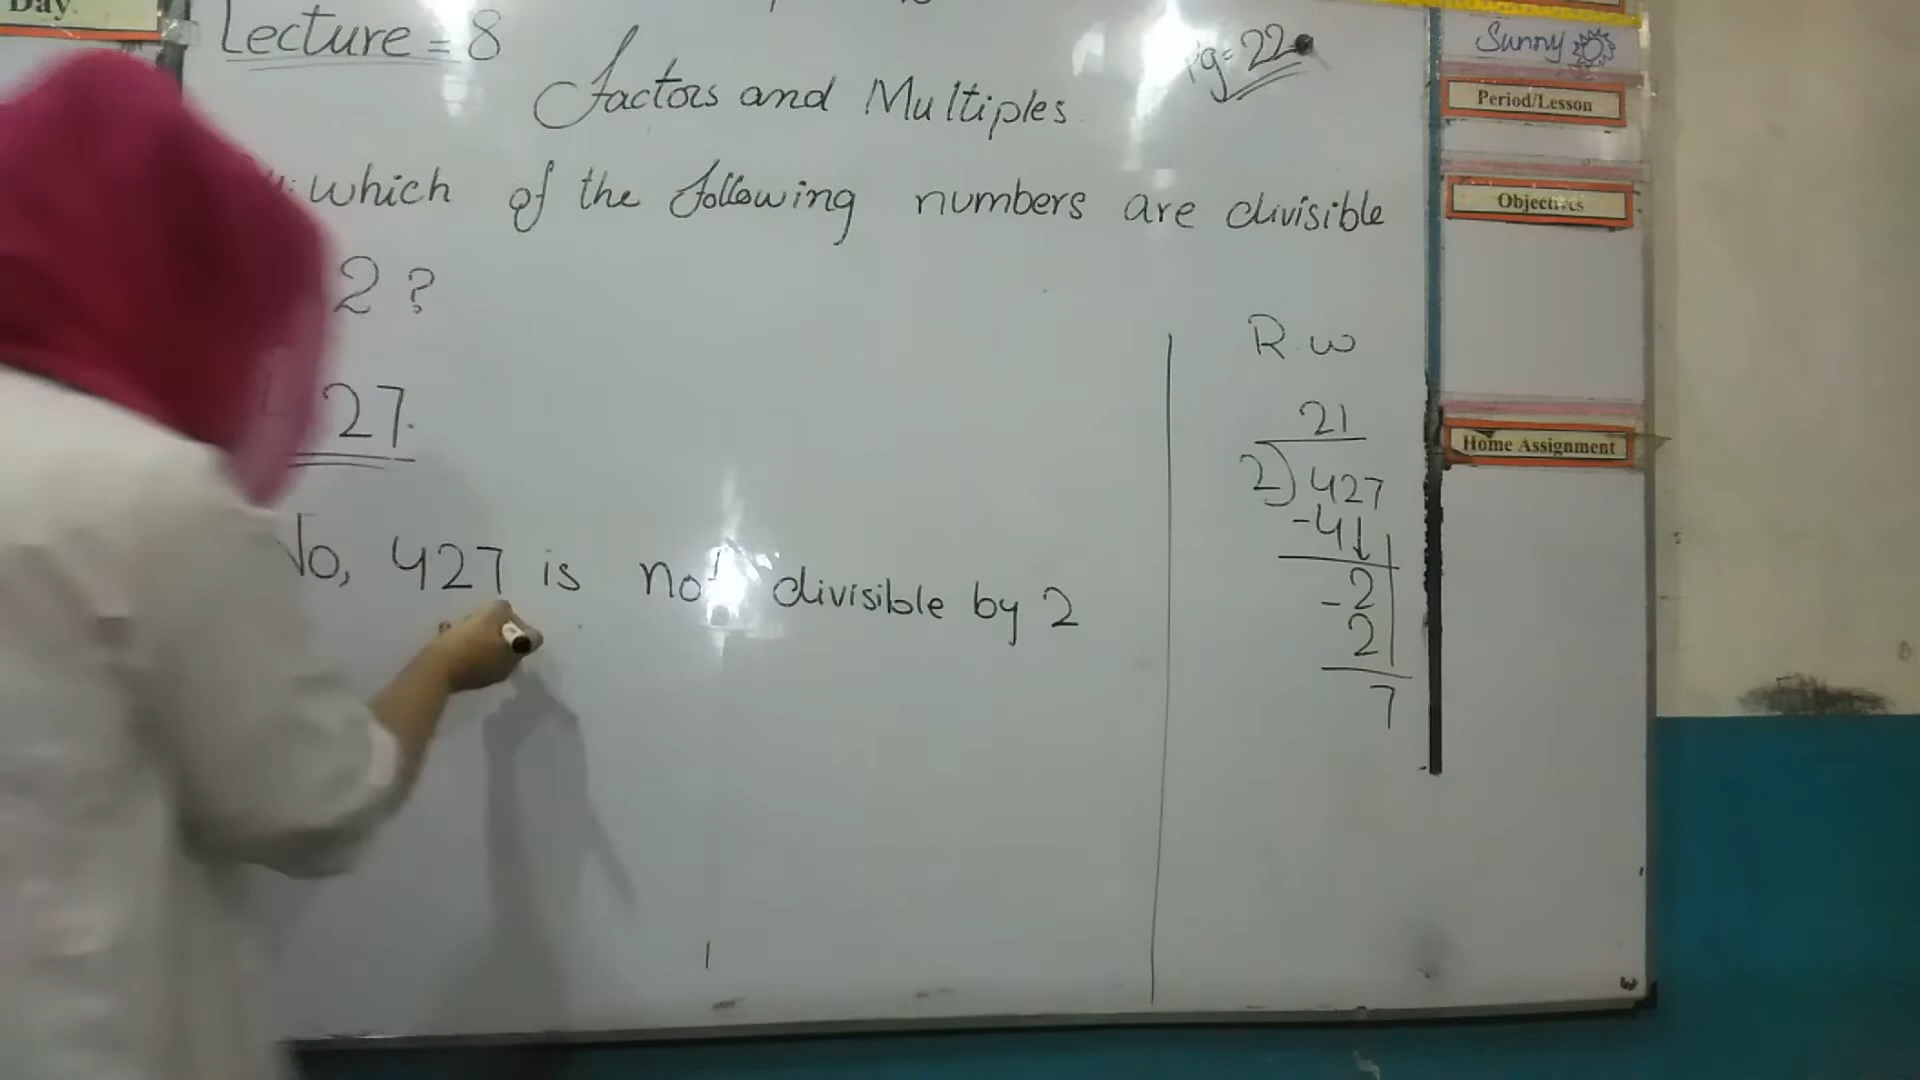 Day
Lecture = 8
Pg = 22
Factors and Multiples
which of the following numbers are divisible
2 ?
27.
No, 427 is not divisible by 2
R.w
21
2)427
-4↓
-2
2
7
Sunny
Period/Lesson
Objectives
Home Assignment